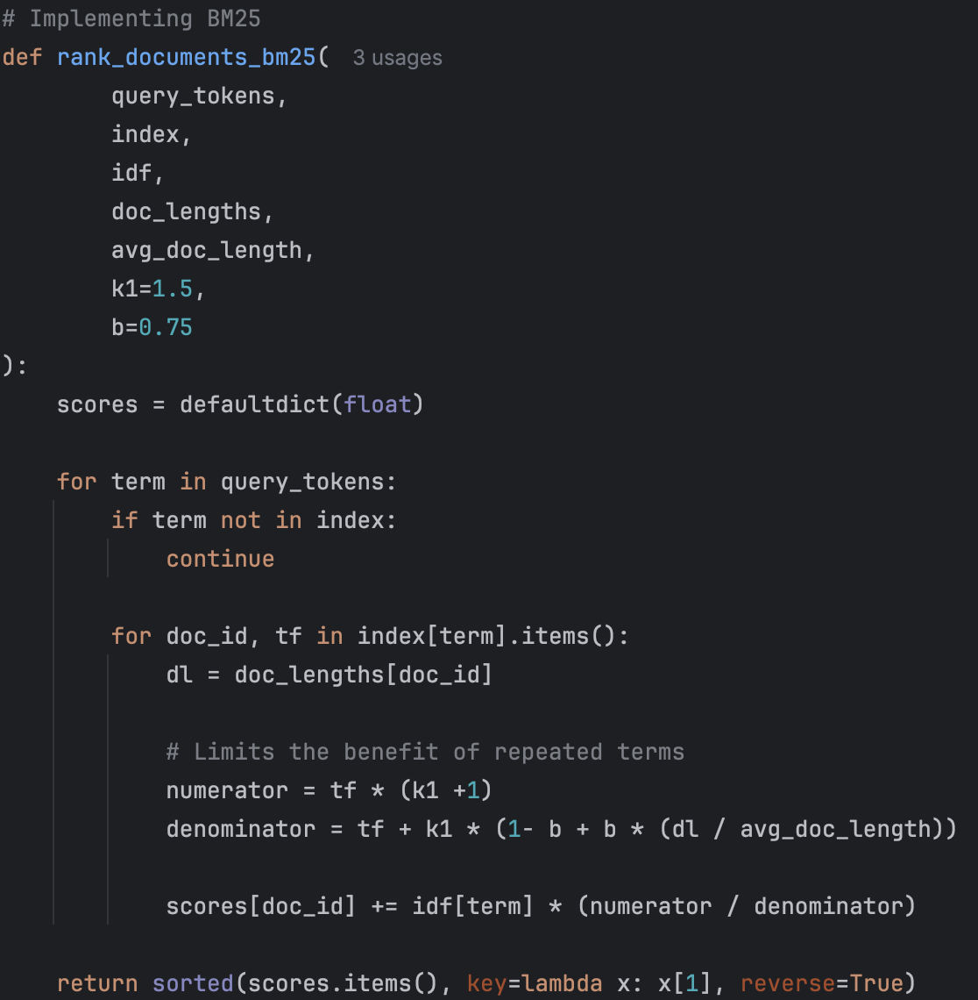 # Implementing BM25
def rank_documents_bm25(  3 usages
        query_tokens,
        index,
        idf,
        doc_lengths,
        avg_doc_length,
        k1=1.5,
        b=0.75
):
    scores = defaultdict(float)

    for term in query_tokens:
        if term not in index:
            continue

        for doc_id, tf in index[term].items():
            dl = doc_lengths[doc_id]

            # Limits the benefit of repeated terms
            numerator = tf * (k1 +1)
            denominator = tf + k1 * (1- b + b * (dl / avg_doc_length))

            scores[doc_id] += idf[term] * (numerator / denominator)

    return sorted(scores.items(), key=lambda x: x[1], reverse=True)